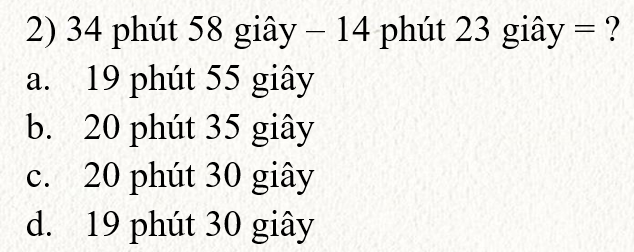 2) 34 phút 58 giây – 14 phút 23 giây = ?
a. 19 phút 55 giây
b. 20 phút 35 giây
c. 20 phút 30 giây
d. 19 phút 30 giây